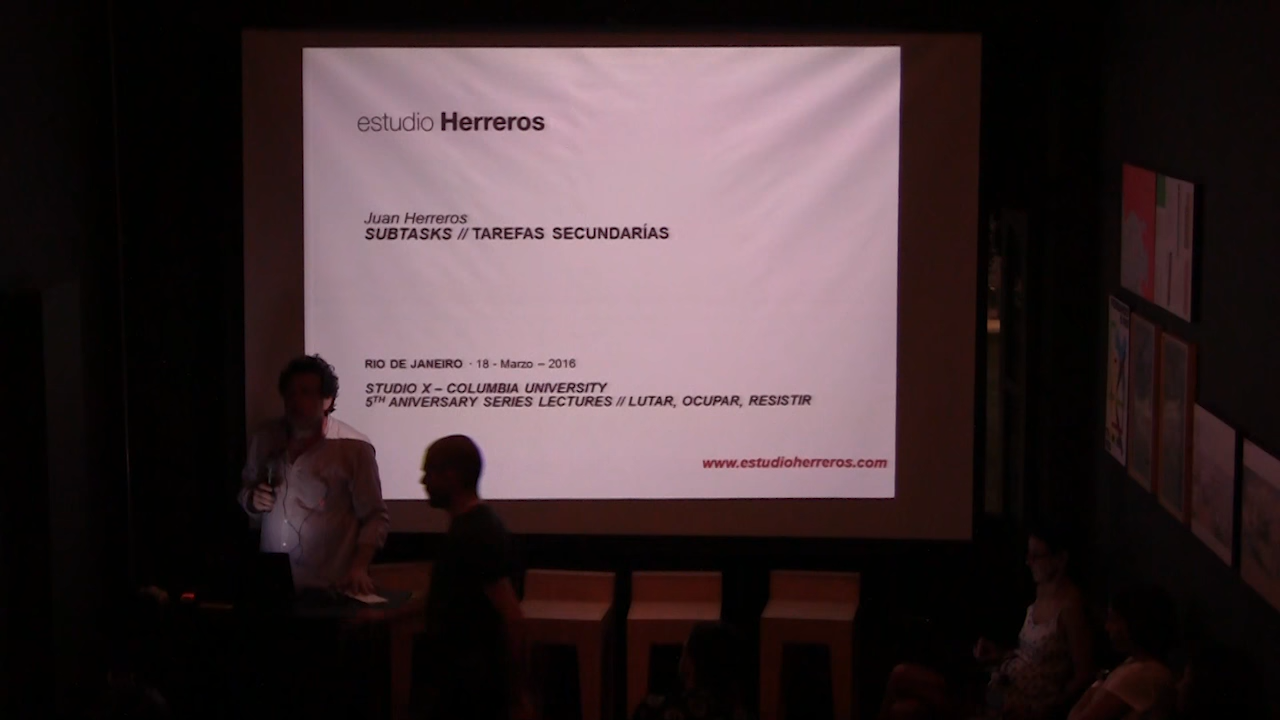 estudio Herreros
Juan Herreros
SUBTASKS // TAREFAS SECUNDARÍAS
RIO DE JANEIRO - 18 - Marzo – 2016
STUDIO X – COLUMBIA UNIVERSITY
5TH ANIVERSARY SERIES LECTURES // LUTAR, OCUPAR, RESISTIR
www.estudioherreros.com